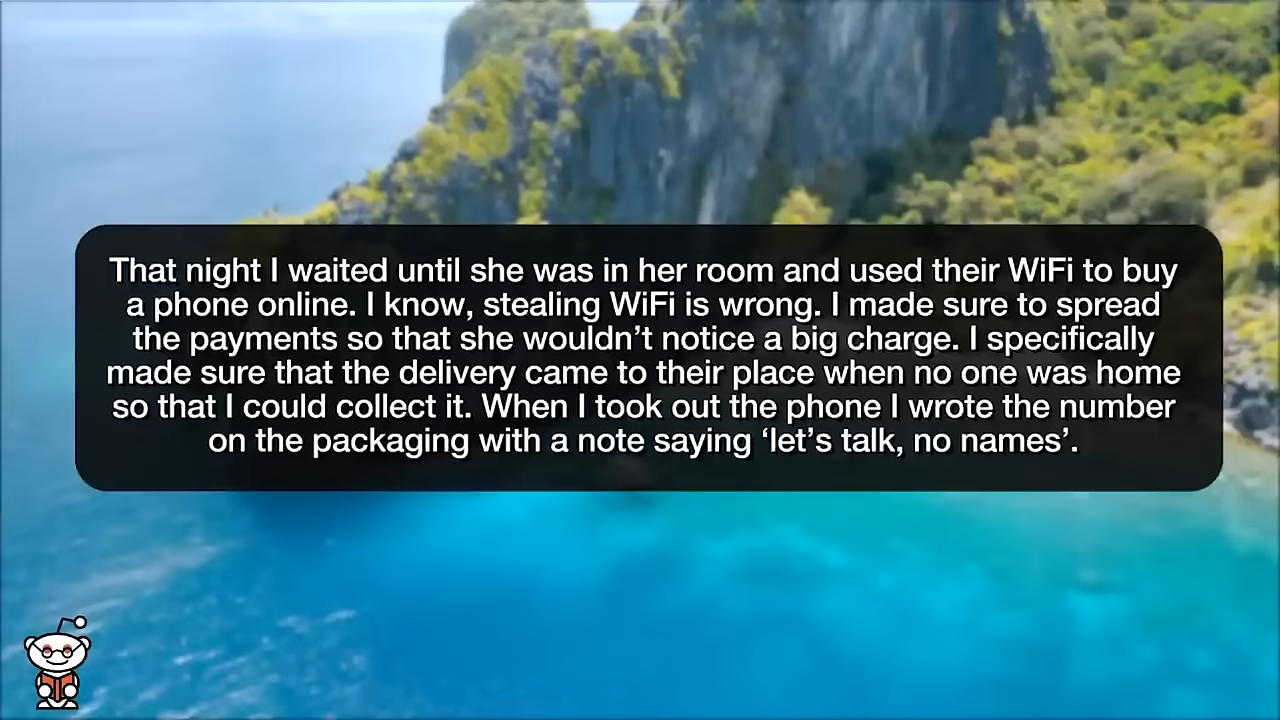 That night I waited until she was in her room and used their WiFi to buy
a phone online. I know, stealing WiFi is wrong. I made sure to spread
the payments so that she wouldn’t notice a big charge. I specifically
made sure that the delivery came to their place when no one was home
so that I could collect it. When I took out the phone I wrote the number
on the packaging with a note saying ‘let’s talk, no names’.